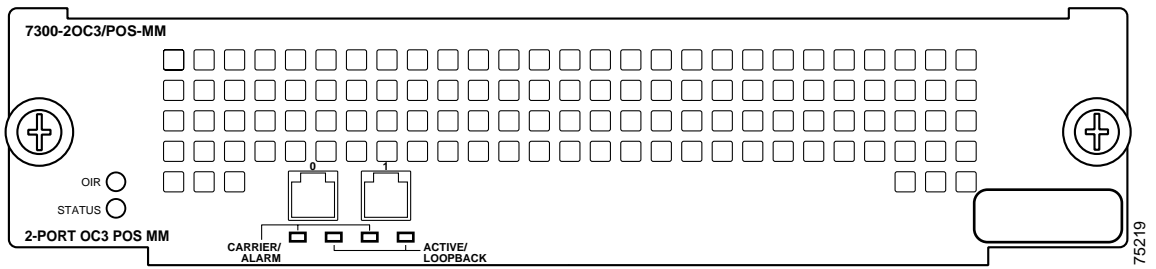 7300-2OC3/POS-MM
0
1
OIR
STATUS
2-PORT OC3 POS MM
CARRIER/
ALARM
ACTIVE/
LOOPBACK
75219